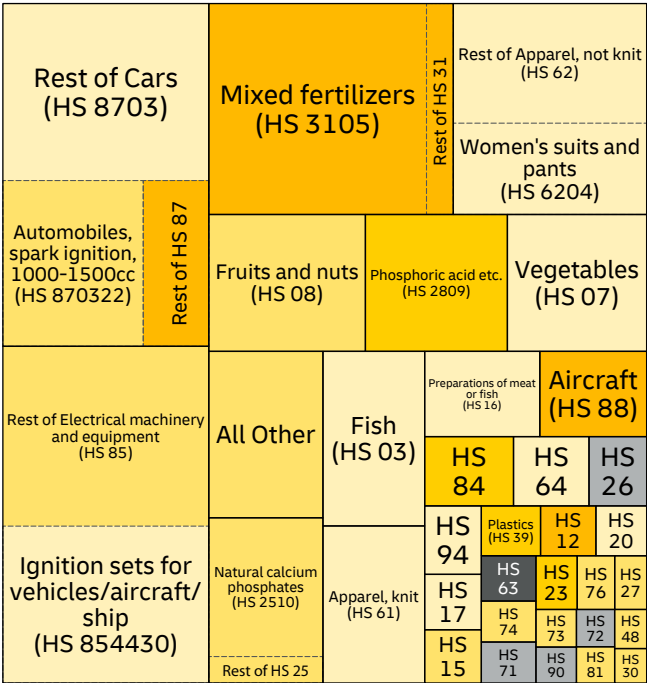 Rest of Cars
(HS 8703)
Automobiles,
spark ignition,
1000-1500cc
(HS 870322)
Rest of HS 87
Rest of Electrical machinery
and equipment
(HS 85)
Ignition sets for
vehicles/aircraft/
ship
(HS 854430)
Mixed fertilizers
(HS 3105)
Rest of HS 31
Rest of Apparel, not knit
(HS 62)
Women's suits and
pants
(HS 6204)
Fruits and nuts
(HS 08)
Phosphoric acid etc.
(HS 2809)
Vegetables
(HS 07)
All Other
Natural calcium
phosphates
(HS 2510)
Rest of HS 25
Fish
(HS 03)
Apparel, knit
(HS 61)
Preparations of meat
or fish
(HS 16)
Aircraft
(HS 88)
HS
84
HS
64
HS
26
HS
94
Plastics
(HS 39)
HS
12
HS
20
HS
17
HS
63
HS
23
HS
76
HS
27
HS
15
HS
74
HS
73
HS
72
HS
48
HS
71
HS
90
HS
81
HS
30